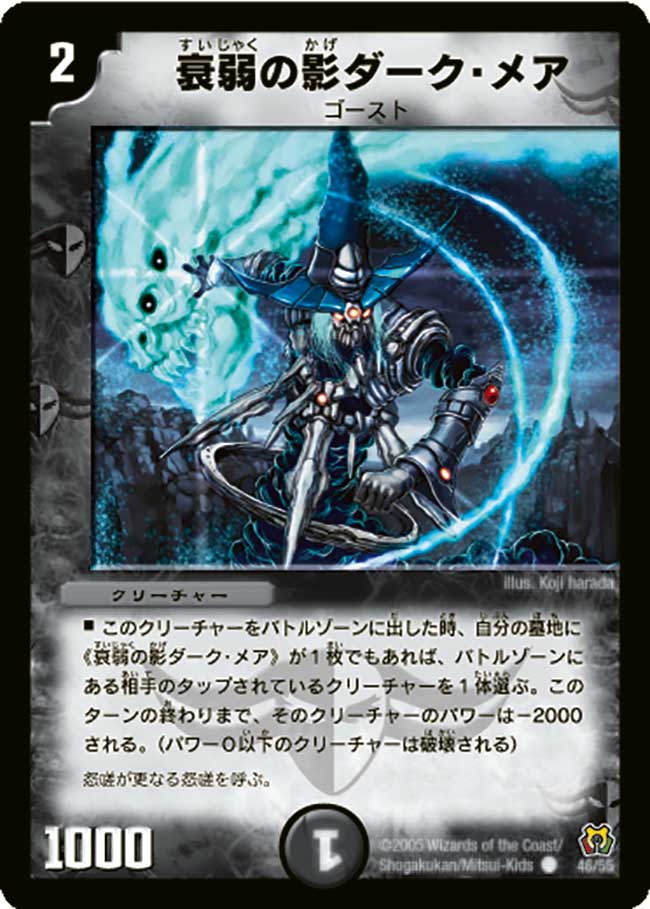 2
すいじゃく かげ
衰弱の影ダーク・メア
ゴースト
illus. Koji harada
クリーチャー
■ このクリーチャーをバトルゾーンに出した時、自分の墓地に
《衰弱の影ダーク・メア》が1枚でもあれば、バトルゾーンに
ある相手のタップされているクリーチャーを1体選ぶ。この
ターンの終わりまで、そのクリーチャーのパワーは−2000
される。（パワー0以下のクリーチャーは破壊される）
怨嗟が更なる怨嗟を呼ぶ。
1000
1
©2005 Wizards of the Coast/
Shogakukan/Mitsui-Kids
46/55